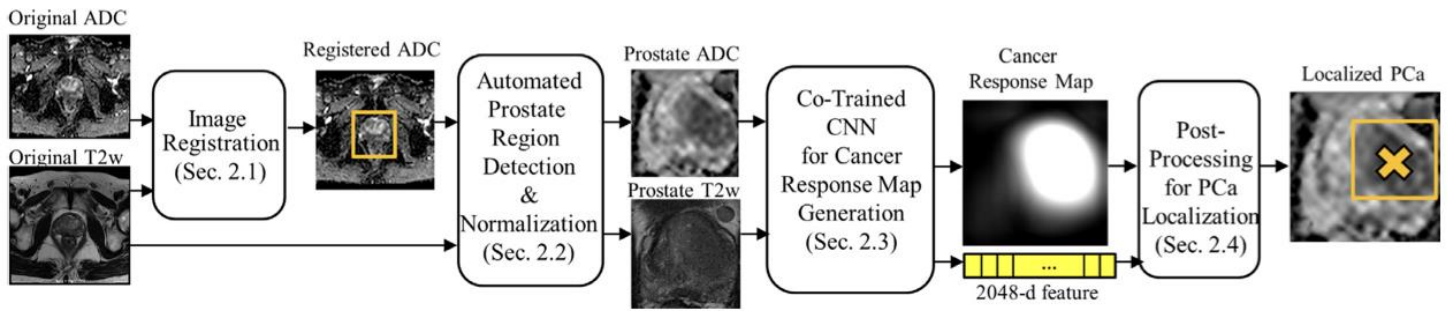 Original ADC
Original T2w
Image
Registration
(Sec. 2.1)
Registered ADC
Automated
Prostate
Region
Detection
&
Normalization
(Sec. 2.2)
Prostate ADC
Prostate T2w
Co-Trained
CNN
for Cancer
Response Map
Generation
(Sec. 2.3)
Cancer
Response Map
...
2048-d feature
Post-
Processing
for PCa
Localization
(Sec. 2.4)
Localized PCa